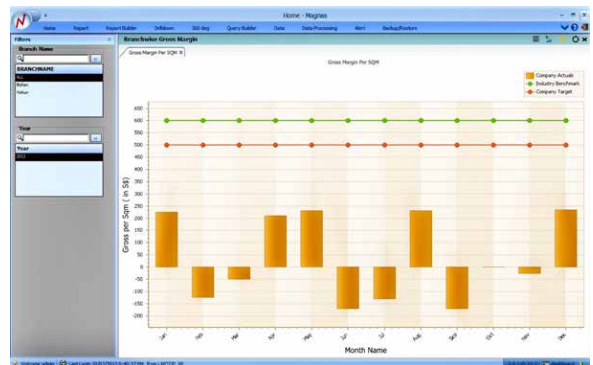 Home - Magnas
Home Report Report Builder Drilldown 360 deg Query Builder Data Data-Processing Alert Backup/Restore
Filters
Branchwise Gross Margin
Branch Name
BRANCHNAME
ALL
Year
Year
2012
Gross Margin Per SQM X
Gross Margin Per SQM
Company Actuals
Industry Benchmark
Company Target
Gross per Sqm ( in S$)
650
600
550
500
450
400
350
300
250
200
150
100
50
0
-50
-100
-150
-200
Jan Feb Mar Apr May Jun Jul Aug Sep Oct Nov Dec
Month Name
Welcome admin